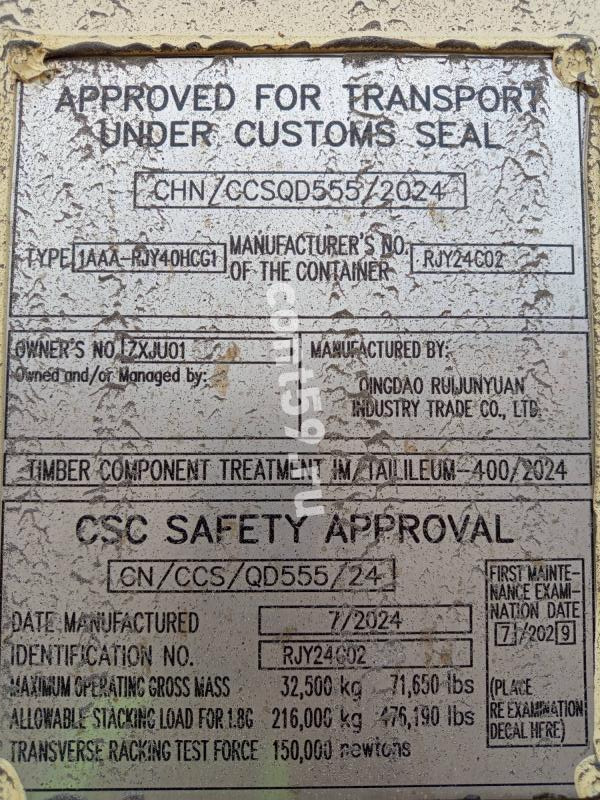 APPROVED FOR TRANSPORT
UNDER CUSTOMS SEAL
CHN/CCSQD555/2024
TYPE 1AAA-RJY40HCG1 MANUFACTURER'S NO. OF THE CONTAINER RJY24G02
OWNER'S NO. ZXJU01
Owned and/or Managed by:
MANUFACTURED BY:
QINGDAO RUIJUNYUAN
INDUSTRY TRADE CO., LTD.
TIMBER COMPONENT TREATMENT IM/TAILILEUM-400/2024
CSC SAFETY APPROVAL
CN/CCS/QD555/24
DATE MANUFACTURED 7/2024
IDENTIFICATION NO. RJY24G02
MAXIMUM OPERATING GROSS MASS 32,500 kg 71,650 lbs
ALLOWABLE STACKING LOAD FOR 1.8G 216,000 kg 476,190 lbs
TRANSVERSE RACKING TEST FORCE 150,000 newtons
FIRST MAINTE-
NANCE EXAMI-
NATION DATE
7/2029
(PLACE
RE EXAMINATION
DECAL HERE)
cont59.ru